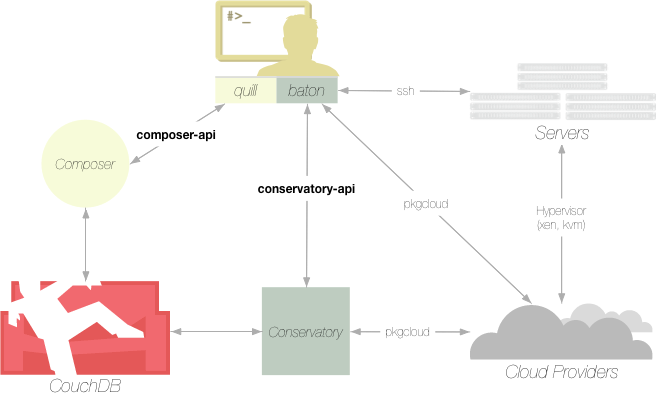 #>_
quill
baton
ssh
Servers
composer-api
Composer
conservatory-api
pkgcloud
Hypervisor
(xen, kvm)
Conservatory
pkgcloud
Cloud Providers
CouchDB